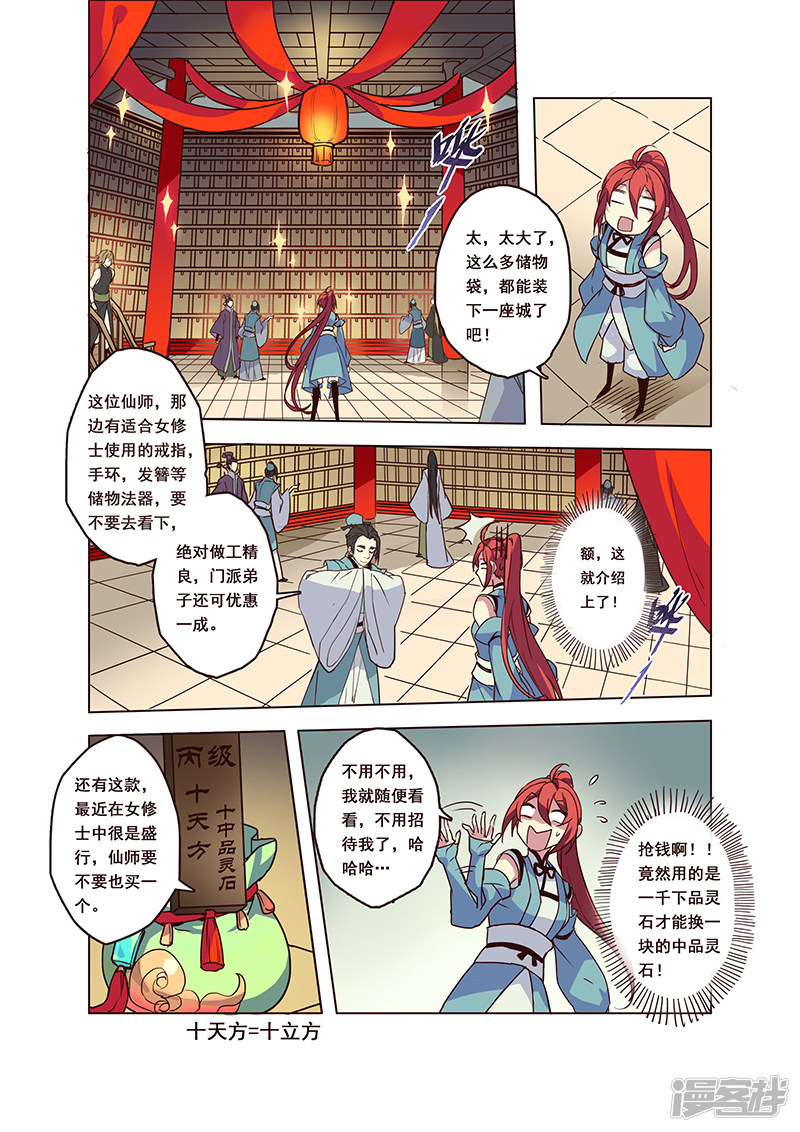 哗
太，太大了，
这么多储物
袋，都能装
下一座城了
吧！
这位仙师，那
边有适合女修
士使用的戒指，
手环，发簪等
储物法器，要
不要去看下，
绝对做工精
良，门派弟
子还可优惠
一成。
额，这
就介绍
上了！
哗
还有这款，
最近在女修
士中很是盛
行，仙师要
不要也买一
个。
丙级
十天方
十中品灵石
十天方=十立方
不用不用，
我就随便看
看，不用招
待我了，哈
哈哈…
抢钱啊！！
竟然用的是
一千下品灵
石才能换一
块的中品灵
石！
漫客栈